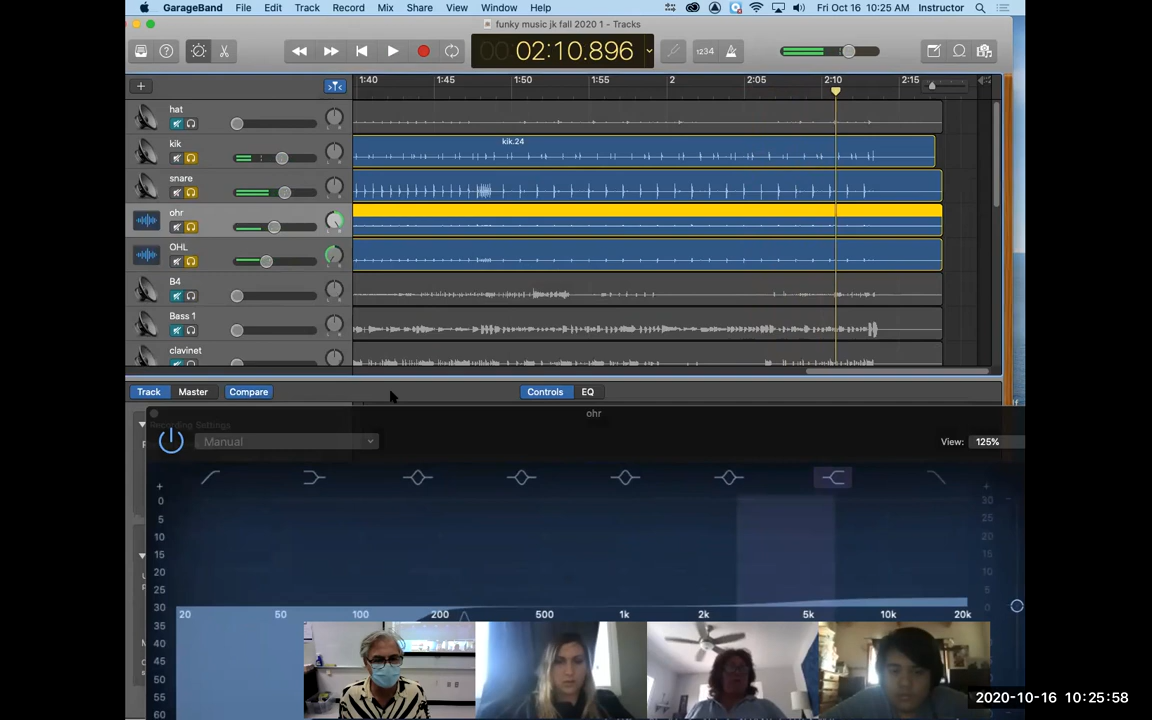 GarageBand File Edit Track Record Mix Share View Window Help Fri Oct 16 10:25 AM Instructor
funky music jk fall 2020 1 - Tracks
02:10.896 1234
1:40 1:45 1:50 1:55 2 2:05 2:10 2:15
hat
kik kik.24
snare
ohr
OHL
B4
Bass 1
clavinet
Track Master Compare Controls EQ
ohr
Recording Settings
Manual View: 125%
+ +
0 30
5 25
10 20
15 15
20 10
25 5
30 0
20 50 100 200 500 1k 2k 5k 10k 20k
35
40
45
50
55
60
2020-10-16 10:25:58